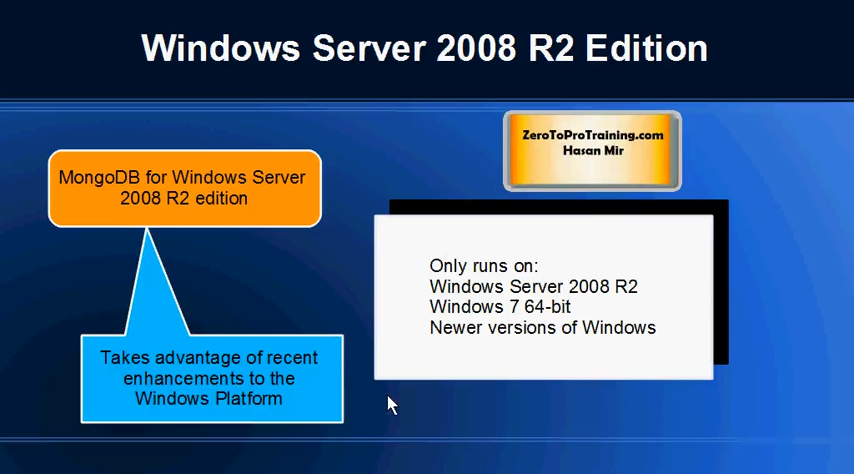 Windows Server 2008 R2 Edition
ZeroToProTraining.com
Hasan Mir
MongoDB for Windows Server
2008 R2 edition
Only runs on:
Windows Server 2008 R2
Windows 7 64-bit
Newer versions of Windows
Takes advantage of recent
enhancements to the
Windows Platform